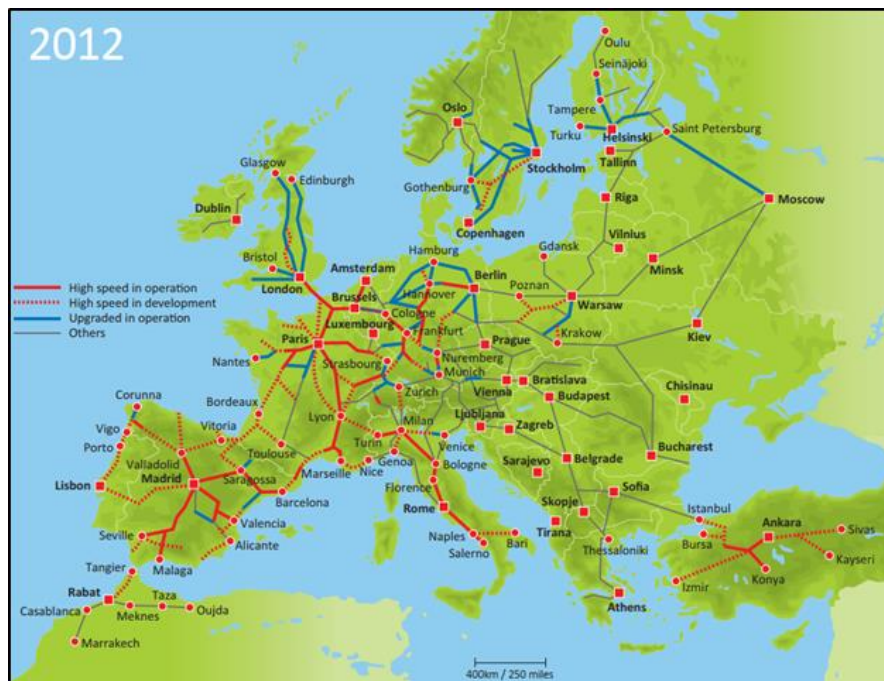 2012
Oulu
Seinäjoki
Oslo
Tampere
Turku
Helsinki
Saint Petersburg
Tallinn
Stockholm
Glasgow
Edinburgh
Gothenburg
Riga
Moscow
Dublin
Copenhagen
Vilnius
Hamburg
Gdansk
Minsk
Bristol
Amsterdam
Berlin
High speed in operation
London
Hannover
Poznan
High speed in development
Brussels
Warsaw
Upgraded in operation
Cologne
Others
Luxembourg
Frankfurt
Kiev
Paris
Prague
Krakow
Nantes
Strasbourg
Nuremberg
Munich
Zürich
Vienna
Bratislava
Chisinau
Corunna
Bordeaux
Budapest
Vitoria
Lyon
Milan
Ljubljana
Vigo
Zagreb
Porto
Toulouse
Turin
Venice
Valladolid
Genoa
Bucharest
Marseille
Nice
Bologne
Belgrade
Madrid
Saragossa
Sarajevo
Lisbon
Barcelona
Florence
Sofia
Rome
Skopje
Istanbul
Valencia
Ankara
Sivas
Seville
Naples
Bari
Tirana
Bursa
Alicante
Salerno
Thessaloniki
Kayseri
Tangier
Malaga
Izmir
Konya
Rabat
Taza
Athens
Casablanca
Meknes
Oujda
Marrakech
400km / 250 miles